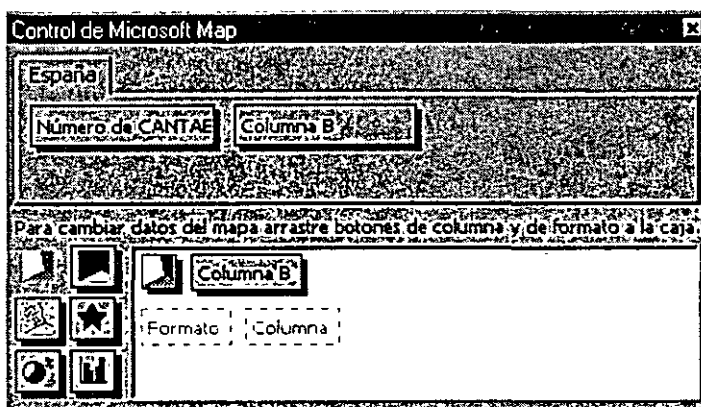 Control de Microsoft Map
España
Número de CANTAE Columna B
Para cambiar datos del mapa arrastre botones de columna y de formato a la caja.
Columna B
Formato Columna